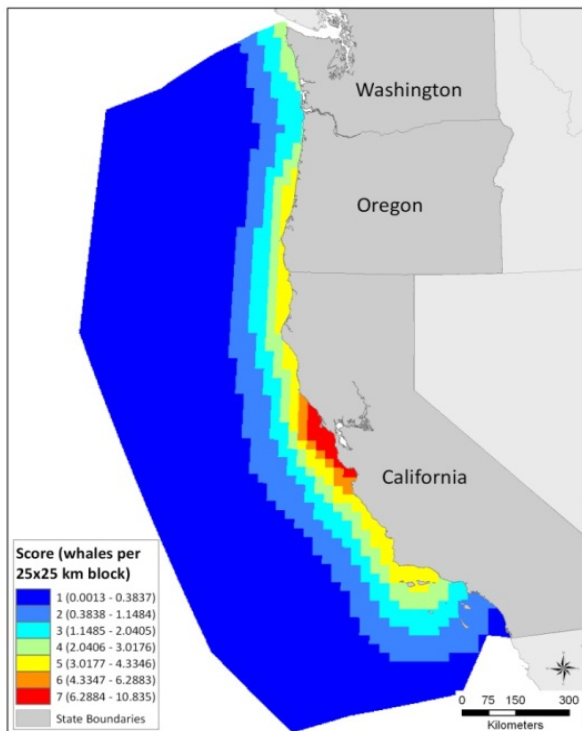 Washington
Oregon
California
Score (whales per
25x25 km block)
1 (0.0013 - 0.3837)
2 (0.3838 - 1.1484)
3 (1.1485 - 2.0405)
4 (2.0406 - 3.0176)
5 (3.0177 - 4.3346)
6 (4.3347 - 6.2883)
7 (6.2884 - 10.835)
State Boundaries
0 75 150 300
Kilometers